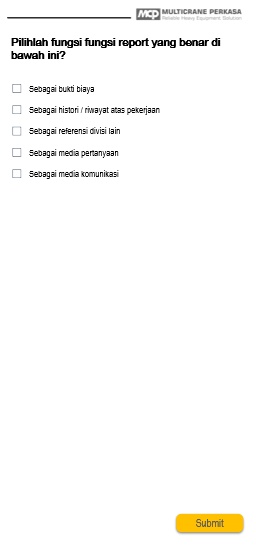 MCP MULTICRANE PERKASA
Reliable Heavy Equipment Solution
Pilihlah fungsi fungsi report yang benar di
bawah ini?
Sebagai bukti biaya
Sebagai histori / riwayat atas pekerjaan
Sebagai referensi divisi lain
Sebagai media pertanyaan
Sebagai media komunikasi
Submit